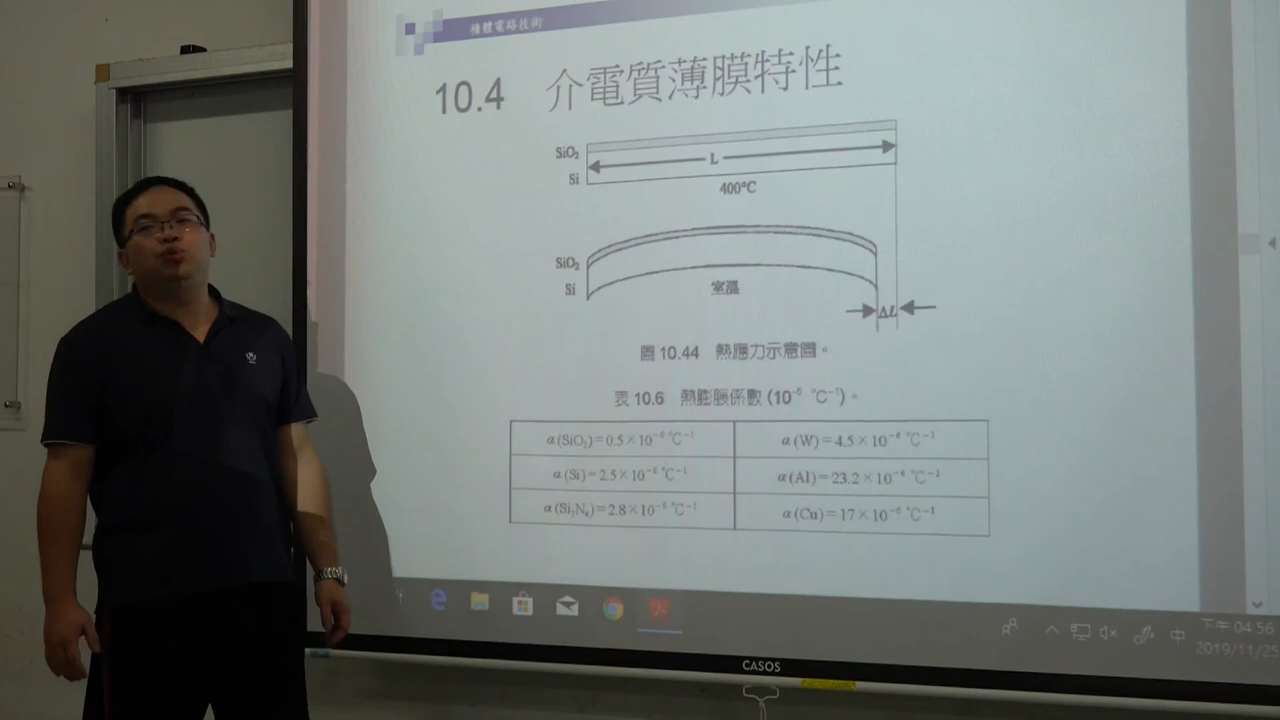 積體電路技術
10.4 介電質薄膜特性
SiO₂
L
Si
400°C
SiO₂
Si
室溫
ΔL
圖 10.44 熱應力示意圖。
表 10.6 熱膨脹係數 (10⁻⁶ °C⁻¹)。
α(SiO₂)=0.5×10⁻⁶ °C⁻¹ α(W)=4.5×10⁻⁶ °C⁻¹
α(Si)=2.5×10⁻⁶ °C⁻¹ α(Al)=23.2×10⁻⁶ °C⁻¹
α(Si₃N₄)=2.8×10⁻⁶ °C⁻¹ α(Cu)=17×10⁻⁶ °C⁻¹
中
下午 04:56
2019/11/25
CASOS